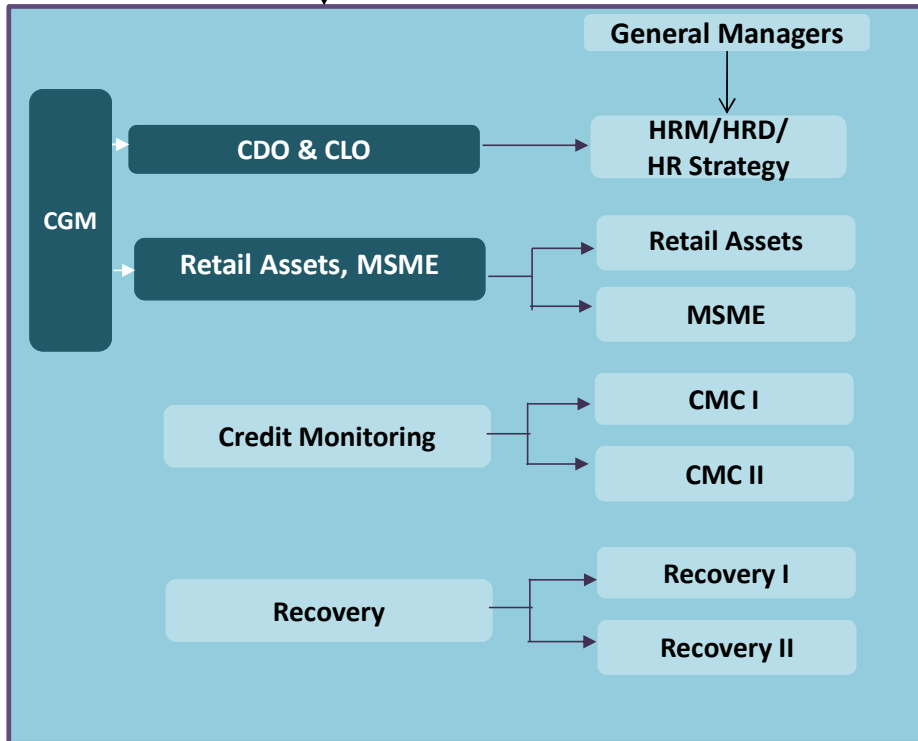 General Managers
CGM
CDO & CLO
HRM/HRD/
HR Strategy
Retail Assets, MSME
Retail Assets
MSME
Credit Monitoring
CMC I
CMC II
Recovery
Recovery I
Recovery II